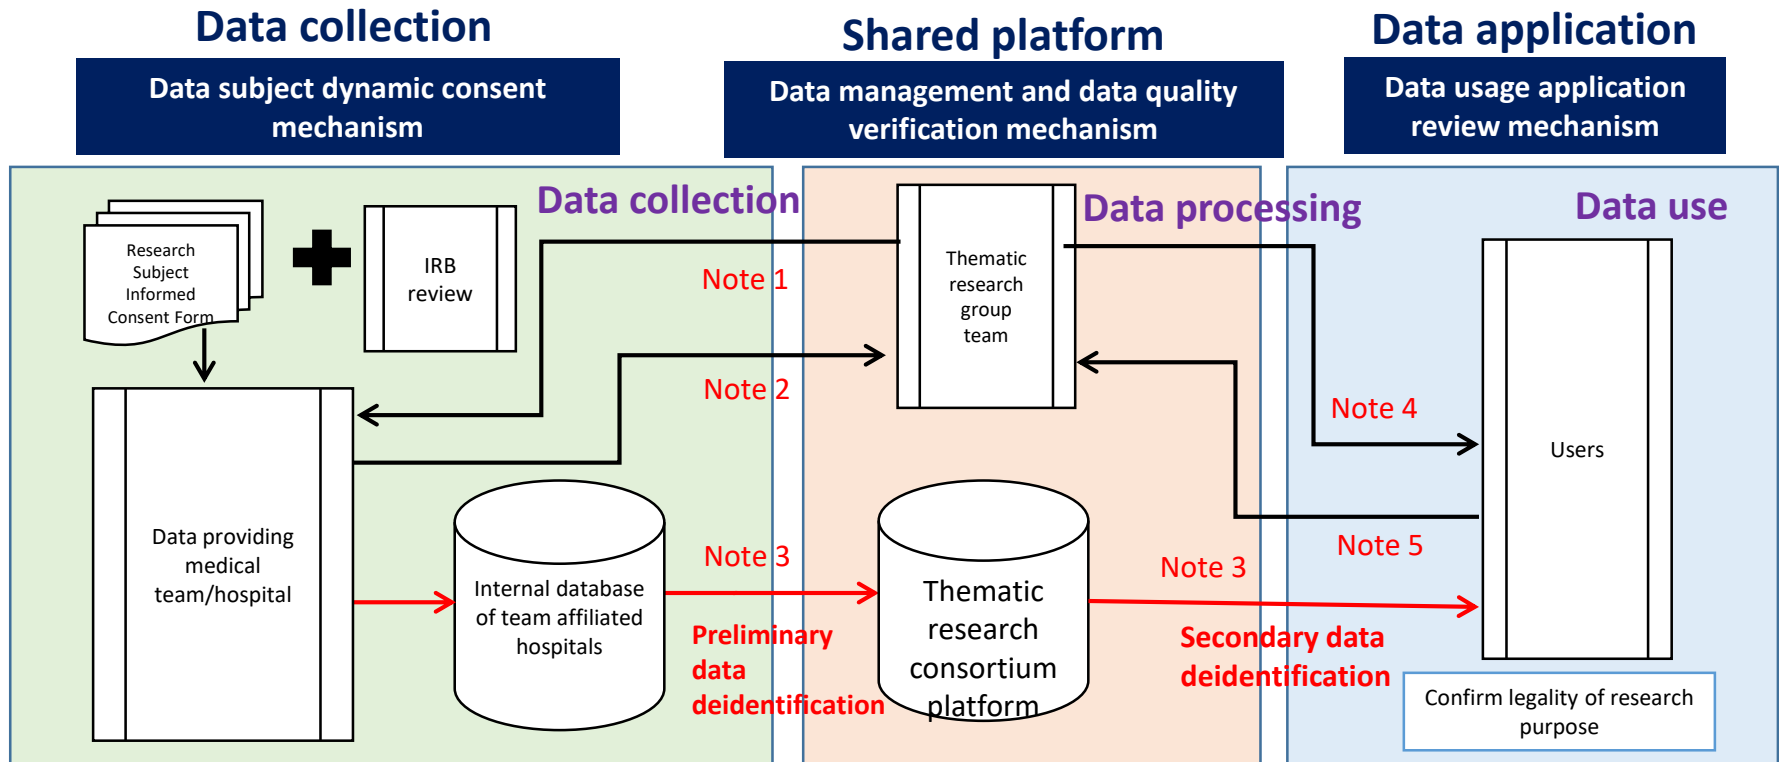 Data collection
Shared platform
Data application
Data subject dynamic consent
mechanism
Data management and data quality
verification mechanism
Data usage application
review mechanism
Data collection
Data processing
Data use
Research
Subject
Informed
Consent Form
IRB
review
Note 1
Thematic
research
group
team
Note 2
Note 4
Users
Data providing
medical
team/hospital
Internal database
of team affiliated
hospitals
Note 3
Preliminary
data
deidentification
Thematic
research
consortium
platform
Note 3
Note 5
Secondary data
deidentification
Confirm legality of research
purpose